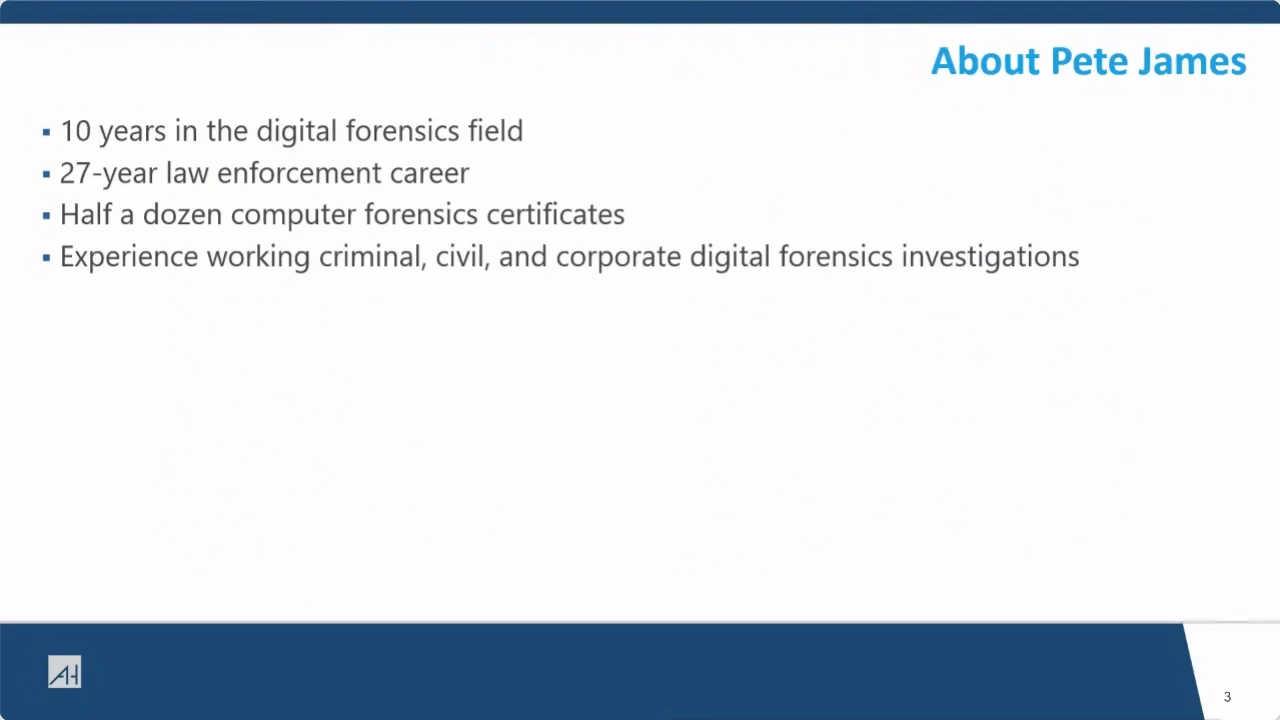 About Pete James
▪ 10 years in the digital forensics field
▪ 27-year law enforcement career
▪ Half a dozen computer forensics certificates
▪ Experience working criminal, civil, and corporate digital forensics investigations
AH
3